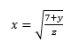 x = √((7+y)/z)